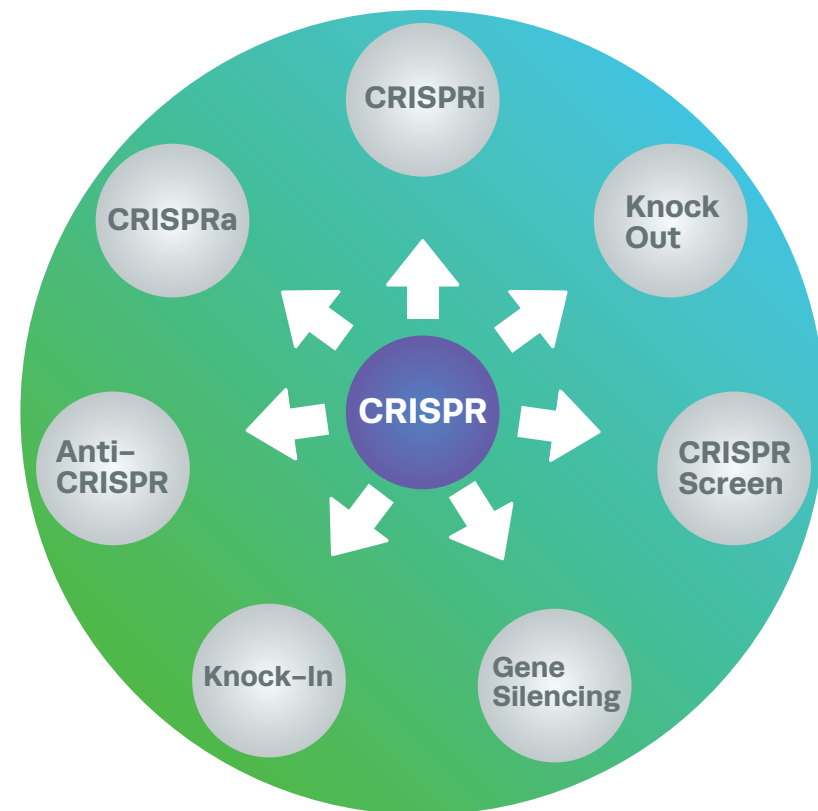 CRISPRi
CRISPRa
Knock
Out
CRISPR
Anti–
CRISPR
CRISPR
Screen
Knock–In
Gene
Silencing